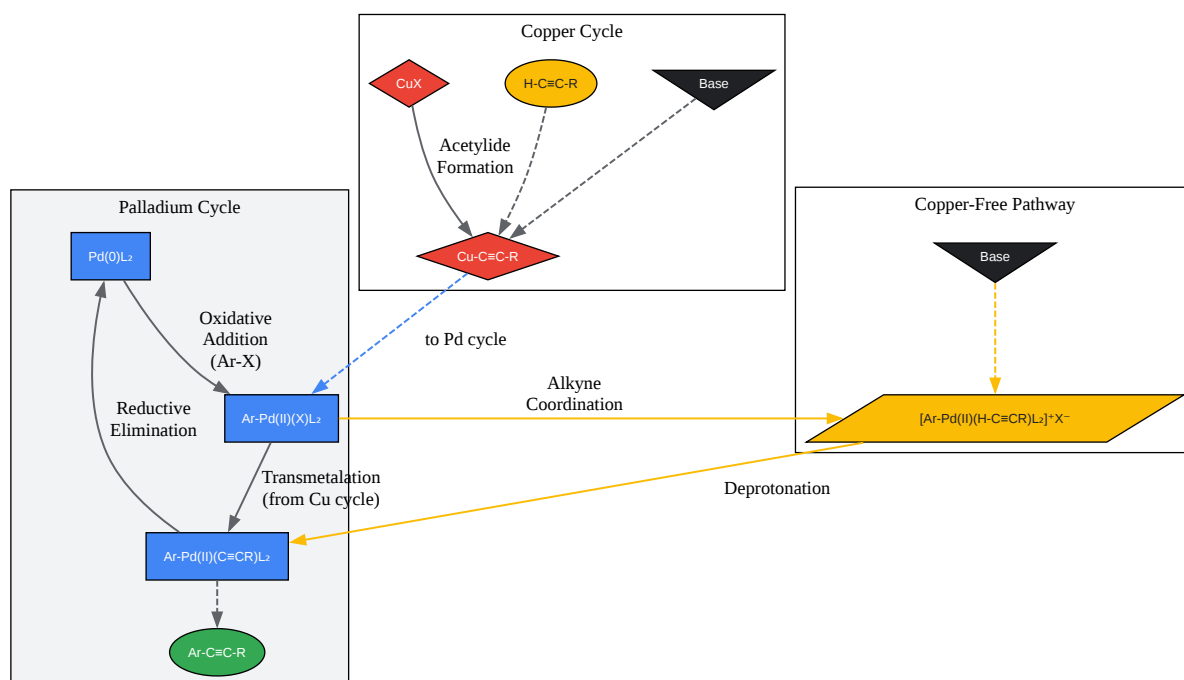 Copper Cycle
CuX
H-C≡C-R
Base
Acetylide
Formation
Cu-C≡C-R
Palladium Cycle
Pd(0)L₂
Oxidative
Addition
(Ar-X)
to Pd cycle
Copper-Free Pathway
Base
Reductive
Elimination
Ar-Pd(II)(X)L₂
Alkyne
Coordination
[Ar-Pd(II)(H-C≡CR)L₂]⁺X⁻
Transmetalation
(from Cu cycle)
Deprotonation
Ar-Pd(II)(C≡CR)L₂
Ar-C≡C-R